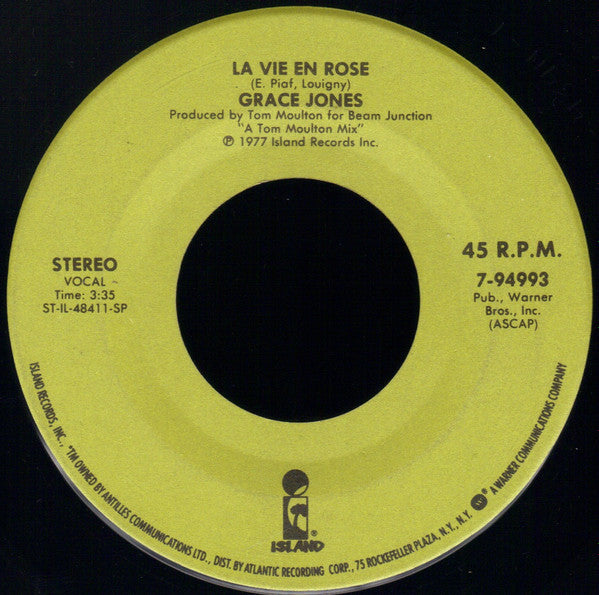 LA VIE EN ROSE
(E. Piaf, Louigny)
GRACE JONES
Produced by Tom Moulton for Beam Junction
"A Tom Moulton Mix"
℗ 1977 Island Records Inc.
STEREO
VOCAL
Time: 3:35
ST-IL-48411-SP
45 R.P.M.
7-94993
Pub., Warner
Bros., Inc.
(ASCAP)
ISLAND®
ISLAND RECORDS, INC., *TM OWNED BY ANTILLES COMMUNICATIONS LTD., DIST. BY ATLANTIC RECORDING CORP., 75 ROCKEFELLER PLAZA, N.Y., N.Y. ® A WARNER COMMUNICATIONS COMPANY